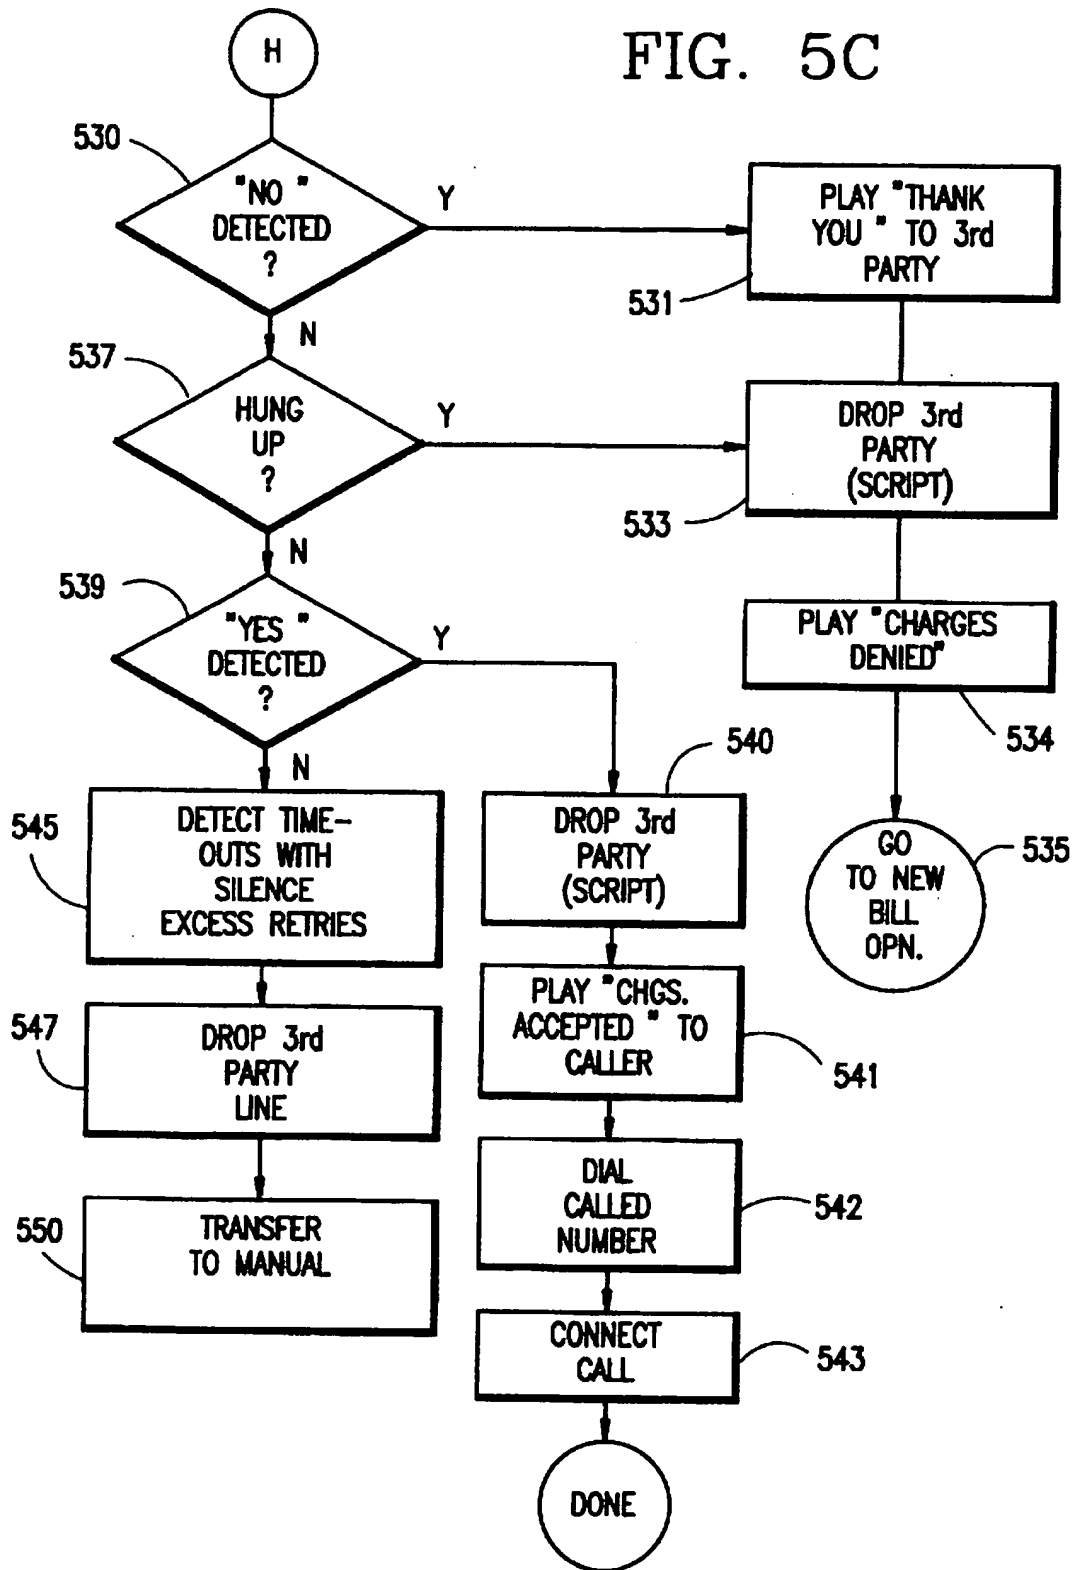 FIG. 5C
H
530
"NO "
DETECTED
?
Y
N
PLAY "THANK
YOU " TO 3rd
PARTY
531
537
HUNG
UP
?
Y
N
DROP 3rd
PARTY
(SCRIPT)
533
539
"YES "
DETECTED
?
Y
N
PLAY "CHARGES
DENIED"
534
GO
TO NEW
BILL
OPN.
535
545
DETECT TIME-
OUTS WITH
SILENCE
EXCESS RETRIES
540
DROP 3rd
PARTY
(SCRIPT)
547
DROP 3rd
PARTY
LINE
PLAY "CHGS.
ACCEPTED " TO
CALLER
541
550
TRANSFER
TO MANUAL
DIAL
CALLED
NUMBER
542
CONNECT
CALL
543
DONE